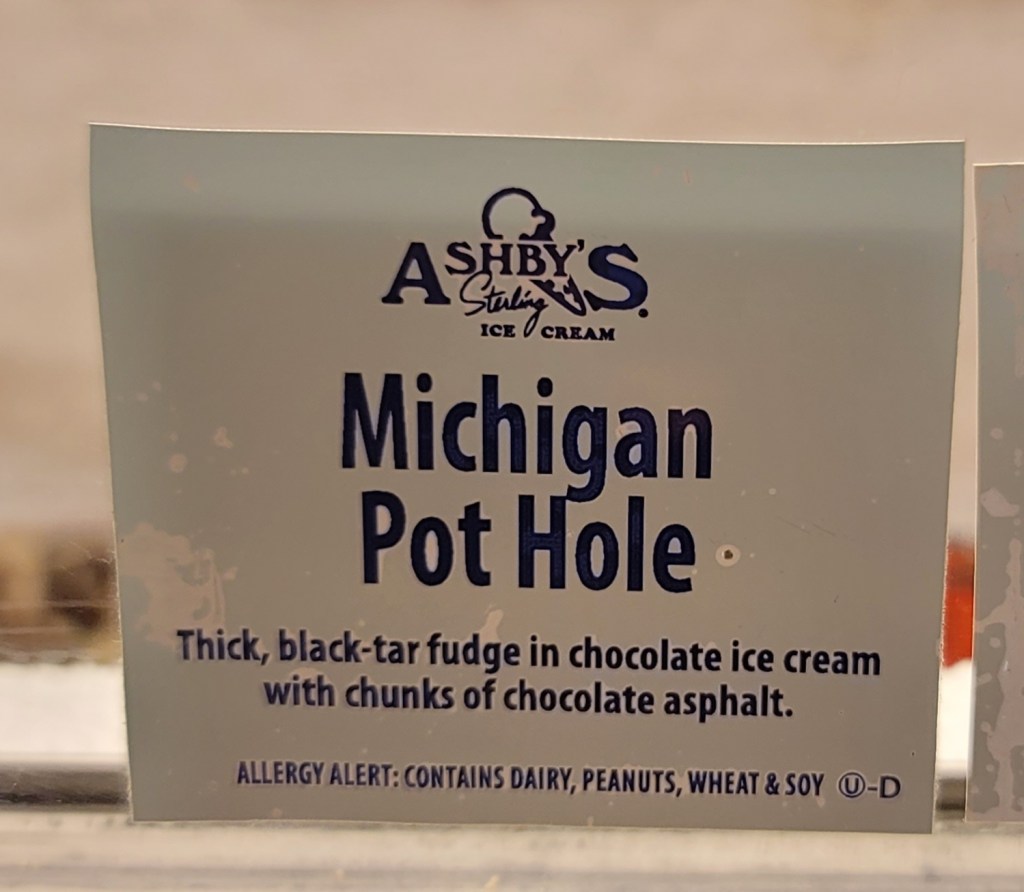 ASHBY'S
Sterling
ICE CREAM
Michigan
Pot Hole
Thick, black-tar fudge in chocolate ice cream
with chunks of chocolate asphalt.
ALLERGY ALERT: CONTAINS DAIRY, PEANUTS, WHEAT & SOY Ⓤ-D